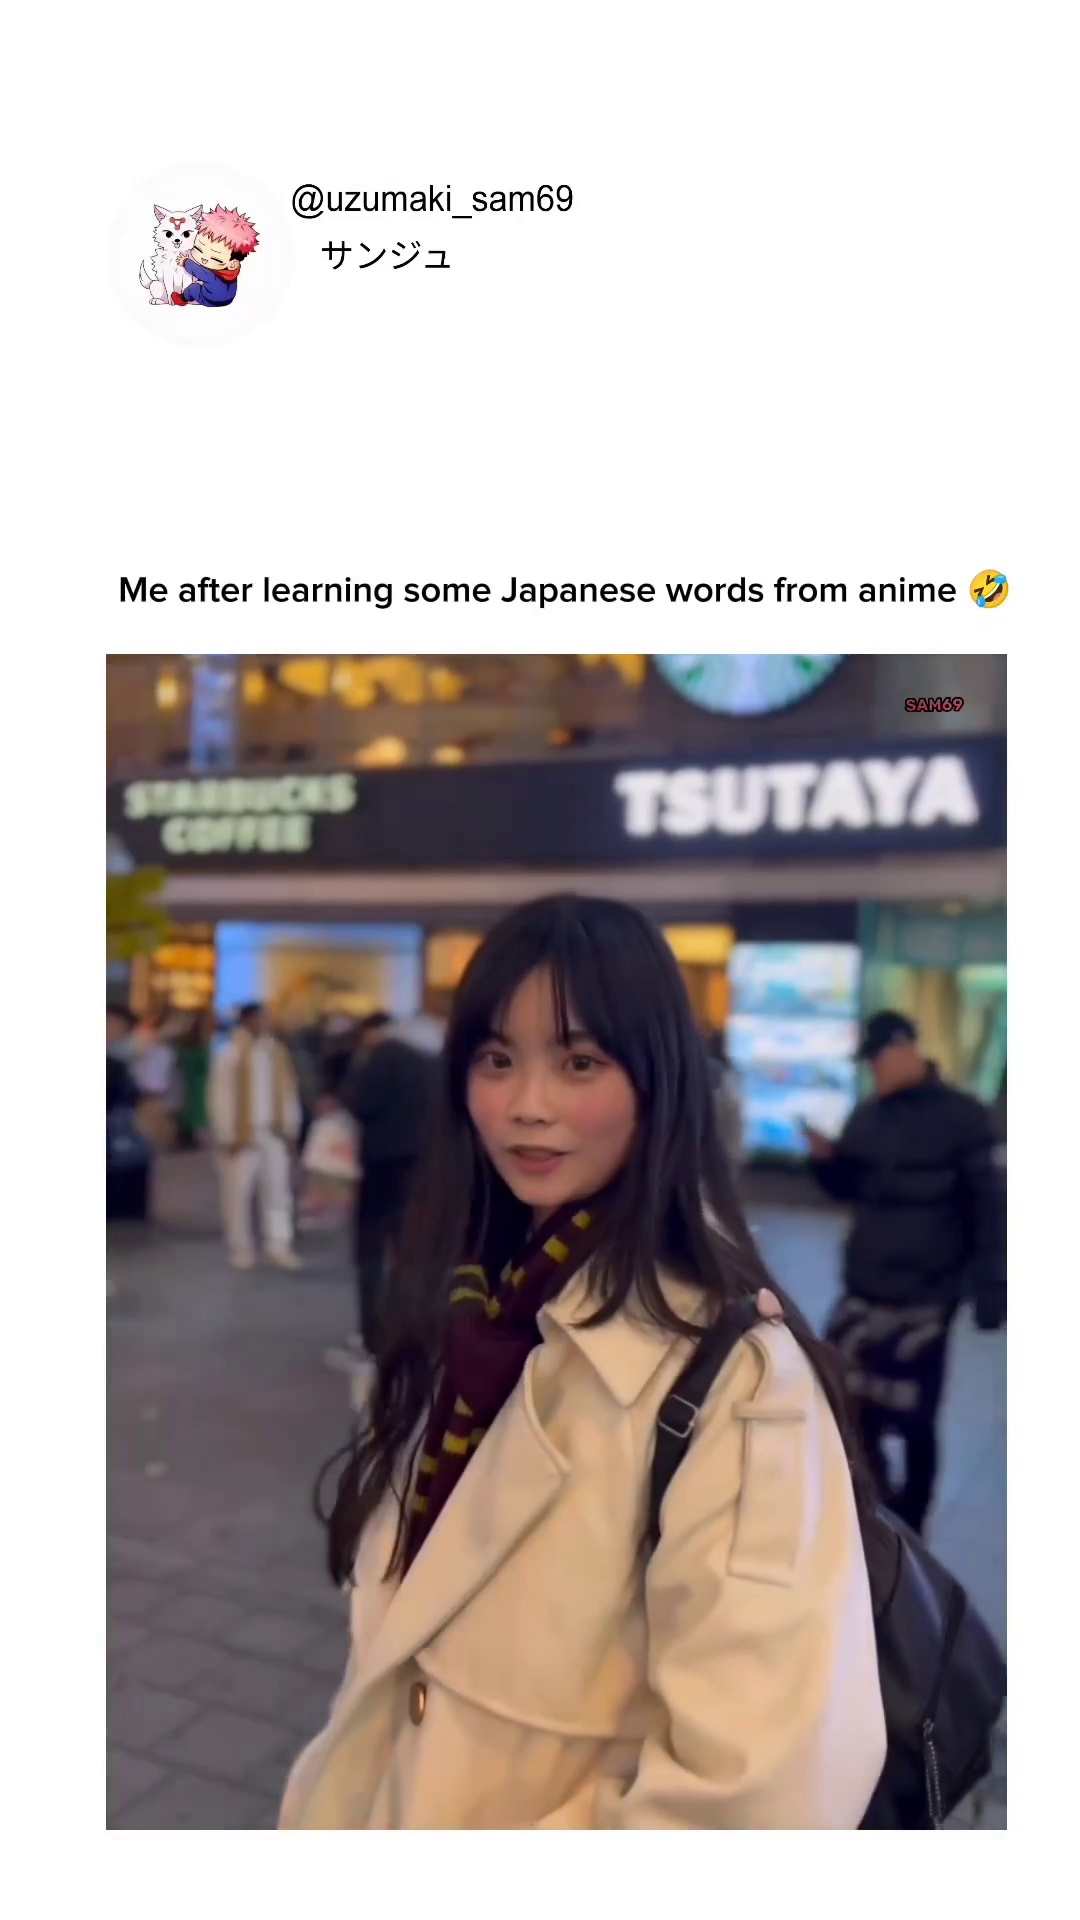 @uzumaki_sam69
サンジュ
Me after learning some Japanese words from anime 🤣
SAM69
STARBUCKS
COFFEE
TSUTAYA